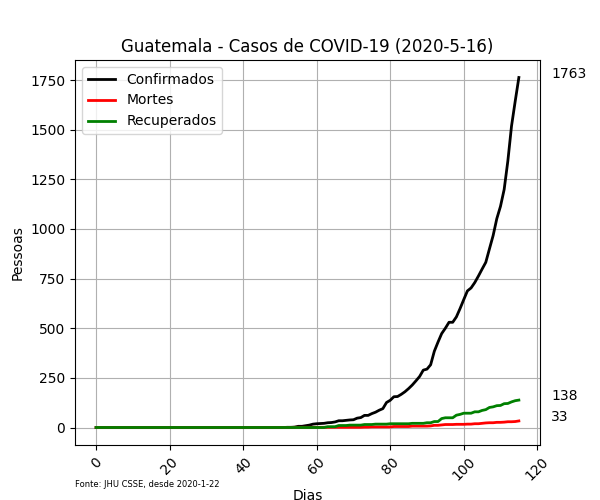 Guatemala - Casos de COVID-19 (2020-5-16)
Confirmados
Mortes
Recuperados
1763
138
33
1750
1500
1250
1000
750
500
250
0
Pessoas
0
20
40
60
80
100
120
Dias
Fonte: JHU CSSE, desde 2020-1-22